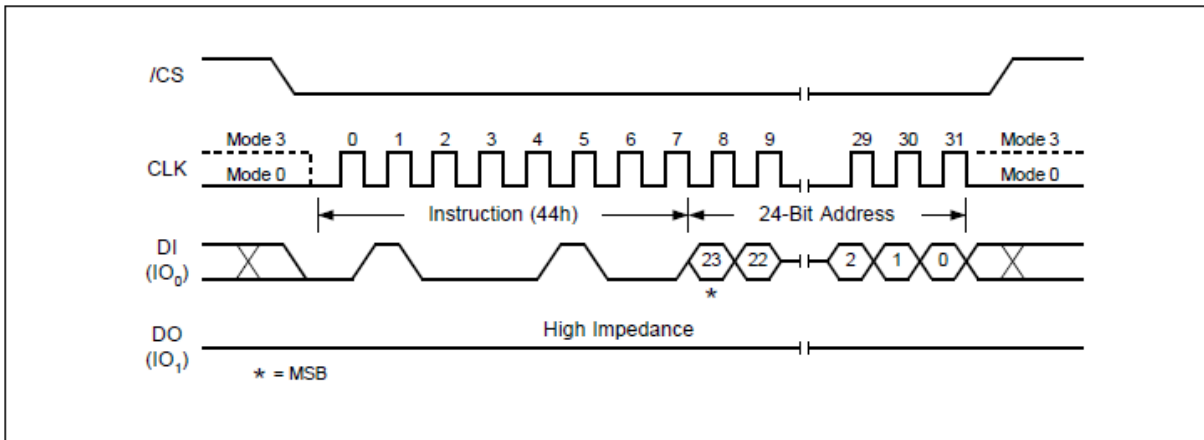 /CS
Mode 3 0 1 2 3 4 5 6 7 8 9 29 30 31 Mode 3
CLK
Mode 0 Mode 0
Instruction (44h) 24-Bit Address
DI
(IO0)
23 22 2 1 0
*
High Impedance
DO
(IO1)
* = MSB